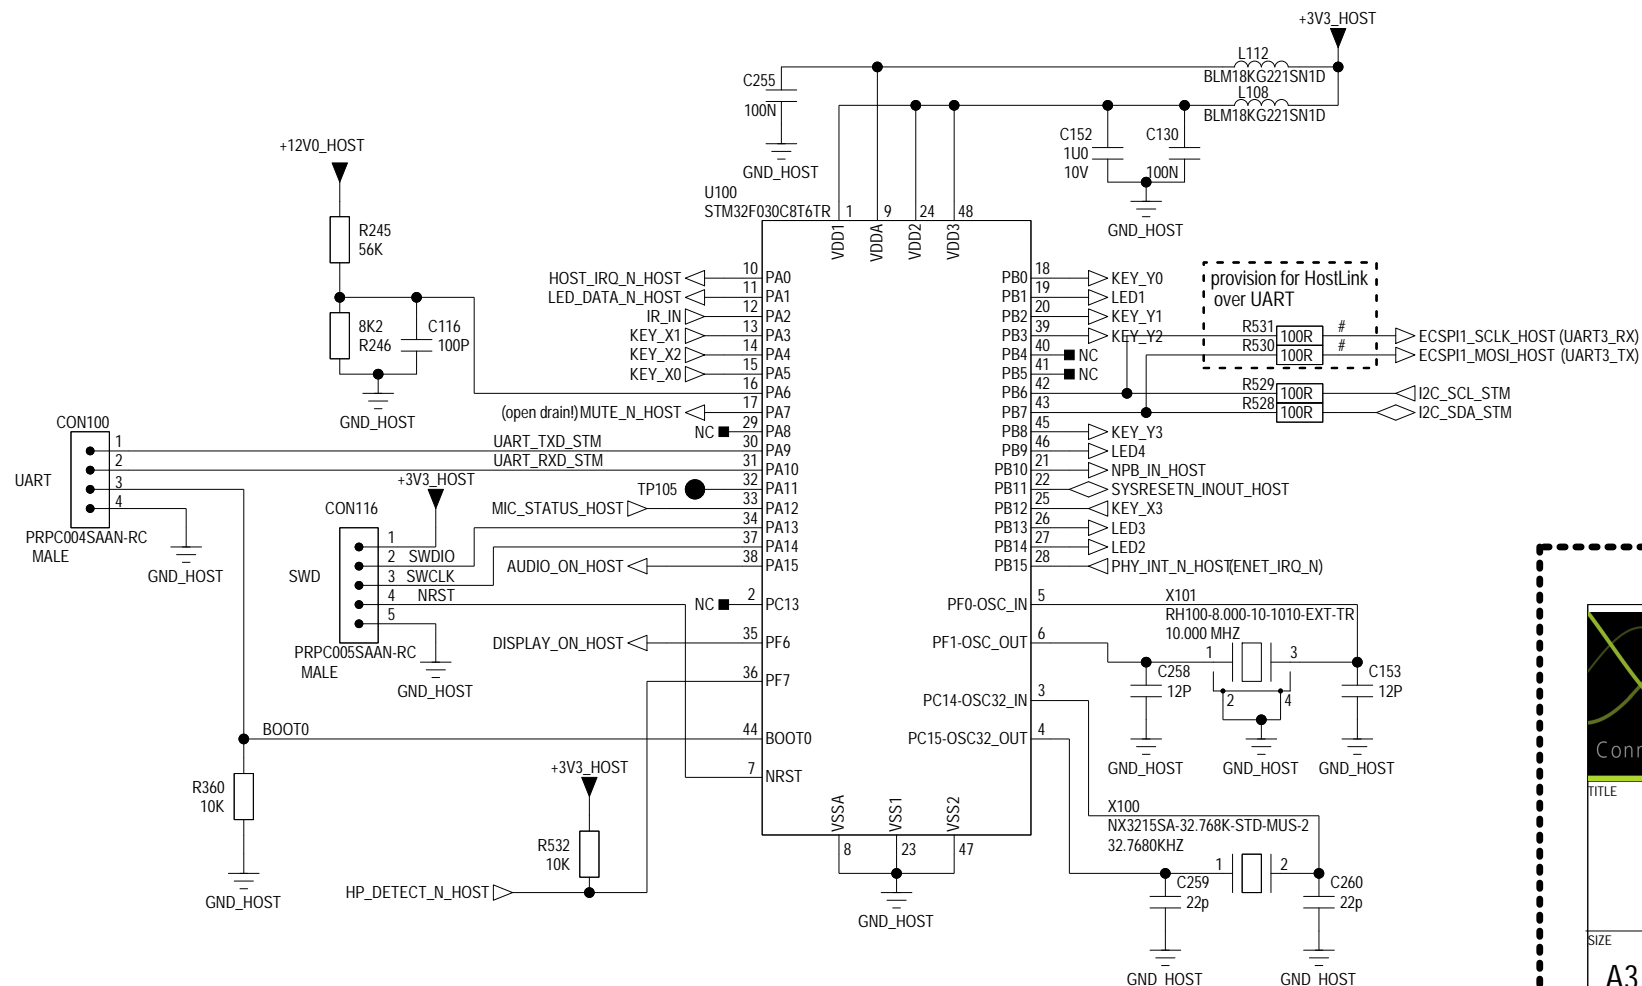 +3V3_HOST
L112
BLM18KG221SN1D
L108
BLM18KG221SN1D
C255
100N
GND_HOST
C152
1U0
10V
C130
100N
GND_HOST
+12V0_HOST
R245
56K
8K2
R246
C116
100P
GND_HOST
U100
STM32F030C8T6TR
1 9 24 48
VDD1 VDDA VDD2 VDD3
HOST_IRQ_N_HOST 10 PA0
LED_DATA_N_HOST 11 PA1
IR_IN 12 PA2
KEY_X1 13 PA3
KEY_X2 14 PA4
KEY_X0 15 PA5
16 PA6
(open drain!)MUTE_N_HOST 17 PA7
NC 29 PA8
UART_TXD_STM 30 PA9
UART_RXD_STM 31 PA10
TP105 32 PA11
MIC_STATUS_HOST 33 PA12
34 PA13
37 PA14
AUDIO_ON_HOST 38 PA15
NC 2 PC13
DISPLAY_ON_HOST 35 PF6
36 PF7
BOOT0 44 BOOT0
7 NRST
PB0 18 KEY_Y0
PB1 19 LED1
PB2 20 KEY_Y1
PB3 39 KEY_Y2
PB4 40 NC
PB5 41 NC
PB6 42
PB7 43
PB8 45 KEY_Y3
PB9 46 LED4
PB10 21 NPB_IN_HOST
PB11 22 SYSRESETN_INOUT_HOST
PB12 25 KEY_X3
PB13 26 LED3
PB14 27 LED2
PB15 28 PHY_INT_N_HOST(ENET_IRQ_N)
PF0-OSC_IN 5
PF1-OSC_OUT 6
PC14-OSC32_IN 3
PC15-OSC32_OUT 4
VSSA VSS1 VSS2
8 23 47
GND_HOST
provision for HostLink
over UART
R531 100R # ECSPI1_SCLK_HOST (UART3_RX)
R530 100R # ECSPI1_MOSI_HOST (UART3_TX)
R529 100R I2C_SCL_STM
R528 100R I2C_SDA_STM
CON100
UART
1
2
3
4
PRPC004SAAN-RC
MALE
GND_HOST
+3V3_HOST
CON116
SWD
1
2 SWDIO
3 SWCLK
4 NRST
5
PRPC005SAAN-RC
MALE
GND_HOST
R360
10K
GND_HOST
+3V3_HOST
R532
10K
HP_DETECT_N_HOST
X101
RH100-8.000-10-1010-EXT-TR
10.000 MHZ
1 3
2 4
C258
12P
C153
12P
GND_HOST GND_HOST GND_HOST
X100
NX3215SA-32.768K-STD-MUS-2
32.7680KHZ
1 2
C259
22p
C260
22p
GND_HOST GND_HOST
TITLE
SIZE
A3